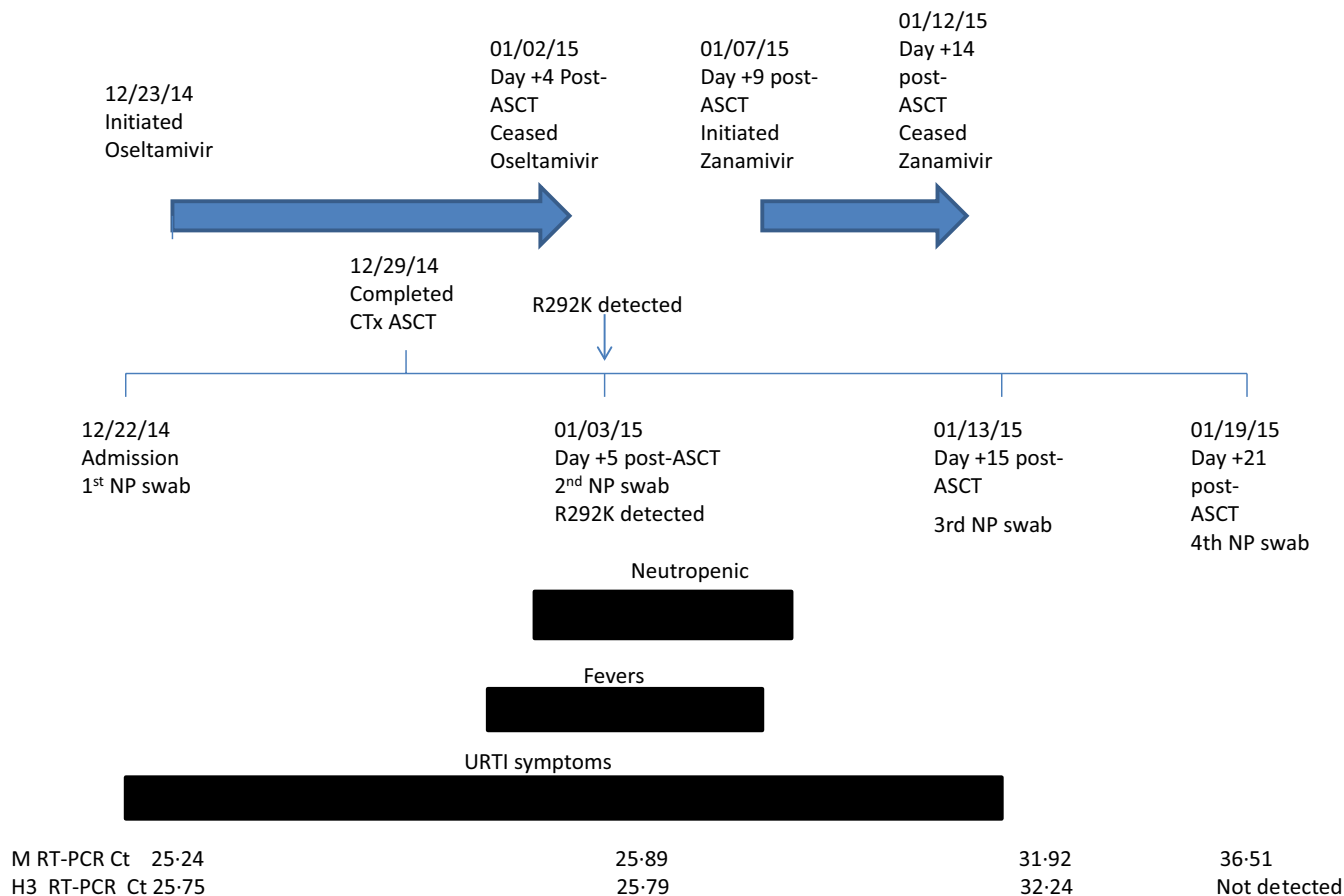 12/23/14
Initiated
Oseltamivir
01/02/15
Day +4 Post-
ASCT
Ceased
Oseltamivir
01/07/15
Day +9 post-
ASCT
Initiated
Zanamivir
01/12/15
Day +14
post-
ASCT
Ceased
Zanamivir
12/29/14
Completed
CTx ASCT
R292K detected
12/22/14
Admission
1st NP swab
01/03/15
Day +5 post-ASCT
2nd NP swab
R292K detected
01/13/15
Day +15 post-
ASCT
3rd NP swab
01/19/15
Day +21
post-
ASCT
4th NP swab
Neutropenic
Fevers
URTI symptoms
M RT-PCR Ct 25·24 25·89 31·92 36·51
H3 RT-PCR Ct 25·75 25·79 32·24 Not detected